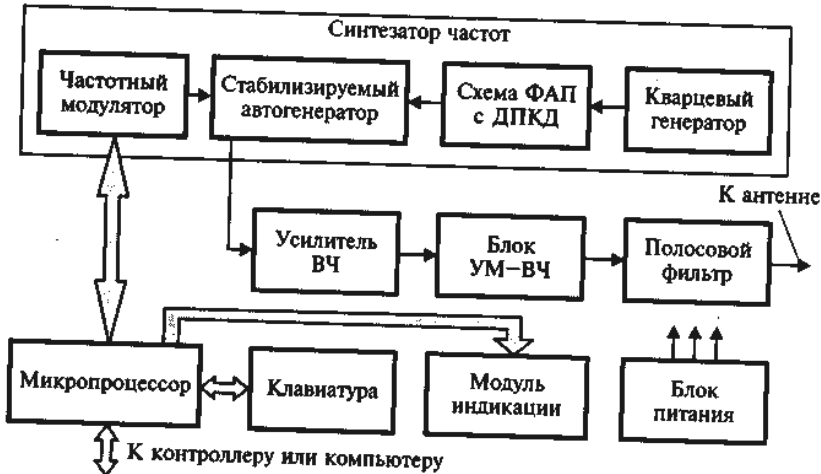 Синтезатор частот
Частотный
модулятор
Стабилизируемый
автогенератор
Схема ФАП
с ДПКД
Кварцевый
генератор
К антенне
Усилитель
ВЧ
Блок
УМ–ВЧ
Полосовой
фильтр
Микропроцессор
Клавиатура
Модуль
индикации
Блок
питания
К контроллеру или компьютеру